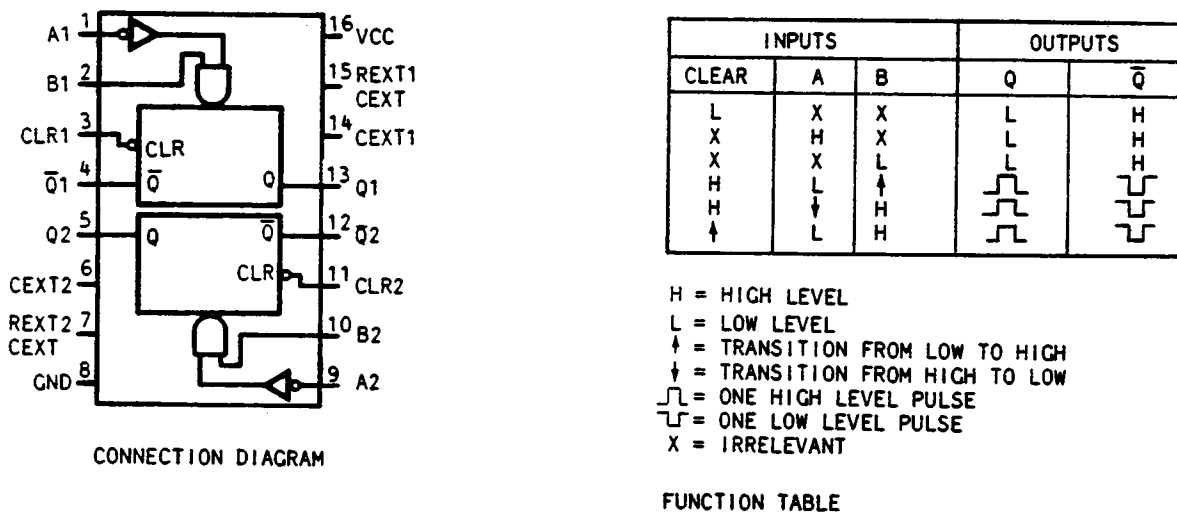 1
A1
2
B1
3
CLR1
4
Q̅1
5
Q2
6
CEXT2
7
REXT2
CEXT
8
GND
CLR
Q̅
Q
Q
Q̅
CLR
16
VCC
15
REXT1
CEXT
14
CEXT1
13
Q1
12
Q̅2
11
CLR2
10
B2
9
A2
CONNECTION DIAGRAM
INPUTS OUTPUTS
CLEAR A B Q Q̅
L X X L H
X H X L H
X X L L H
H L ↑
H ↓ H
↑ L H
H = HIGH LEVEL
L = LOW LEVEL
↑ = TRANSITION FROM LOW TO HIGH
↓ = TRANSITION FROM HIGH TO LOW
= ONE HIGH LEVEL PULSE
= ONE LOW LEVEL PULSE
X = IRRELEVANT
FUNCTION TABLE